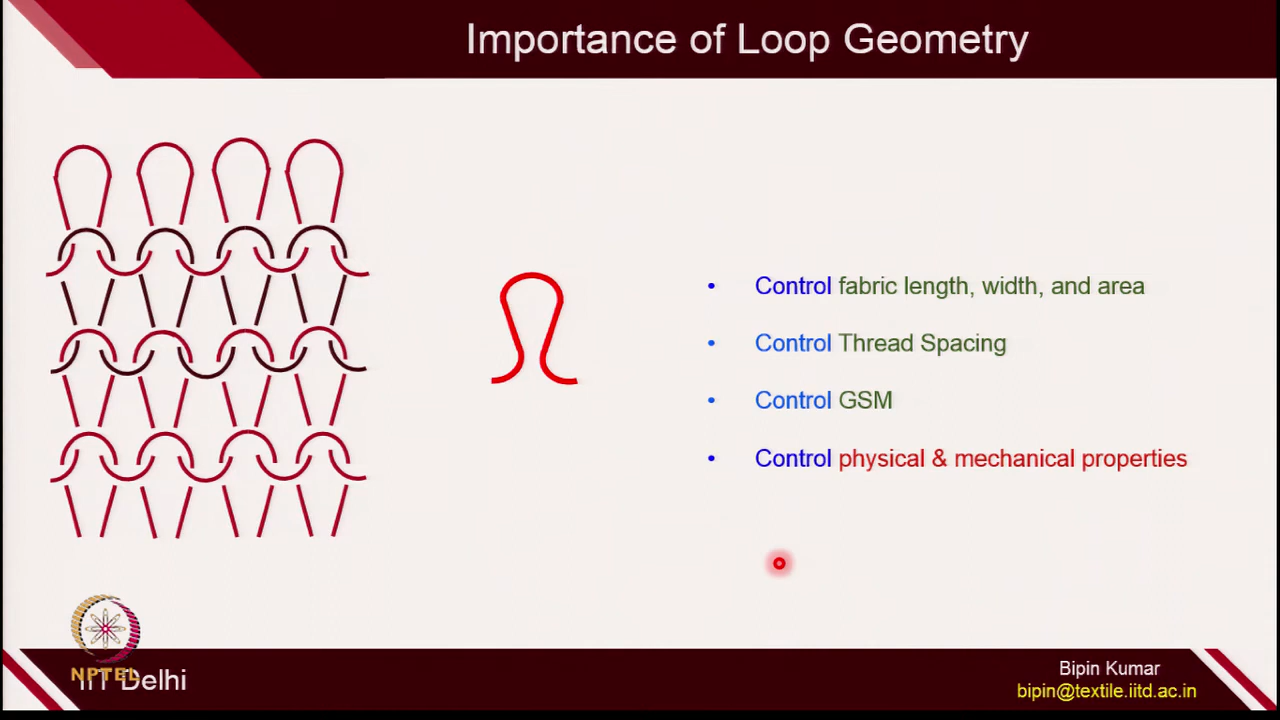 Importance of Loop Geometry
• Control fabric length, width, and area
• Control Thread Spacing
• Control GSM
• Control physical & mechanical properties
NPTEL
IIT Delhi
Bipin Kumar
bipin@textile.iitd.ac.in